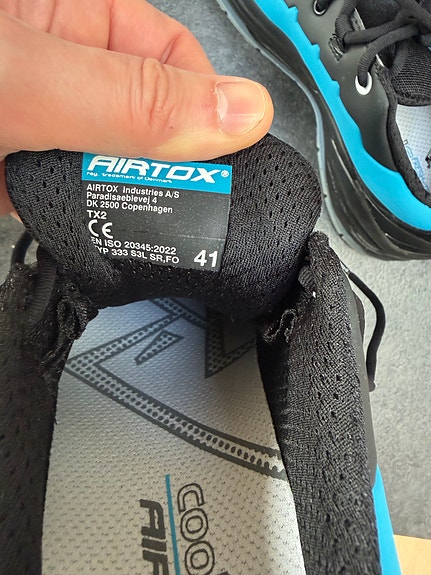 AIRTOX®
reg. trademark of Denmark
AIRTOX Industries A/S
Paradisaeblevej 4
DK 2500 Copenhagen
TX2
CE
EN ISO 20345:2022
TYP 333 S3L SR,FO 41
COO
AIR